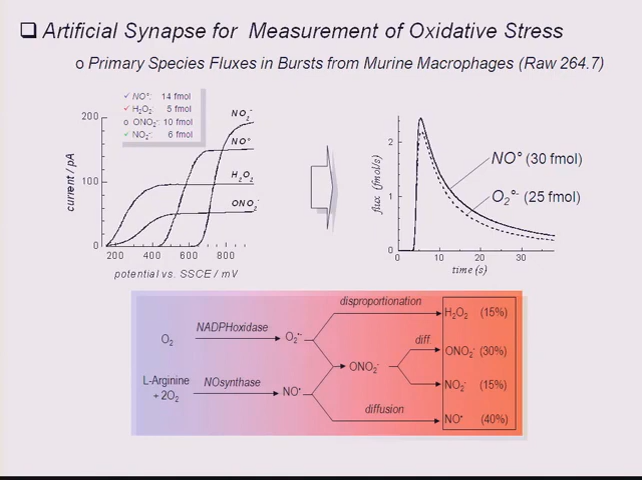 ❑ Artificial Synapse for Measurement of Oxidative Stress
o Primary Species Fluxes in Bursts from Murine Macrophages (Raw 264.7)
✓ NO°: 14 fmol
✓ H₂O₂ 5 fmol
o ONO₂⁻ 10 fmol
✓ NO₂⁻ 6 fmol
NO₂⁻
NO°
H₂O₂
ONO₂⁻
200
100
0
current / pA
200 400 600 800
potential vs. SSCE / mV
2
1
0
flux (fmol/s)
NO° (30 fmol)
O₂°⁻ (25 fmol)
0 10 20 30
time (s)
disproportionation
O₂ NADPHoxidase O₂•⁻ H₂O₂ (15%)
diff.
ONO₂⁻ ONO₂⁻ (30%)
L-Arginine + 2O₂ NOsynthase NO• NO₂⁻ (15%)
diffusion NO• (40%)